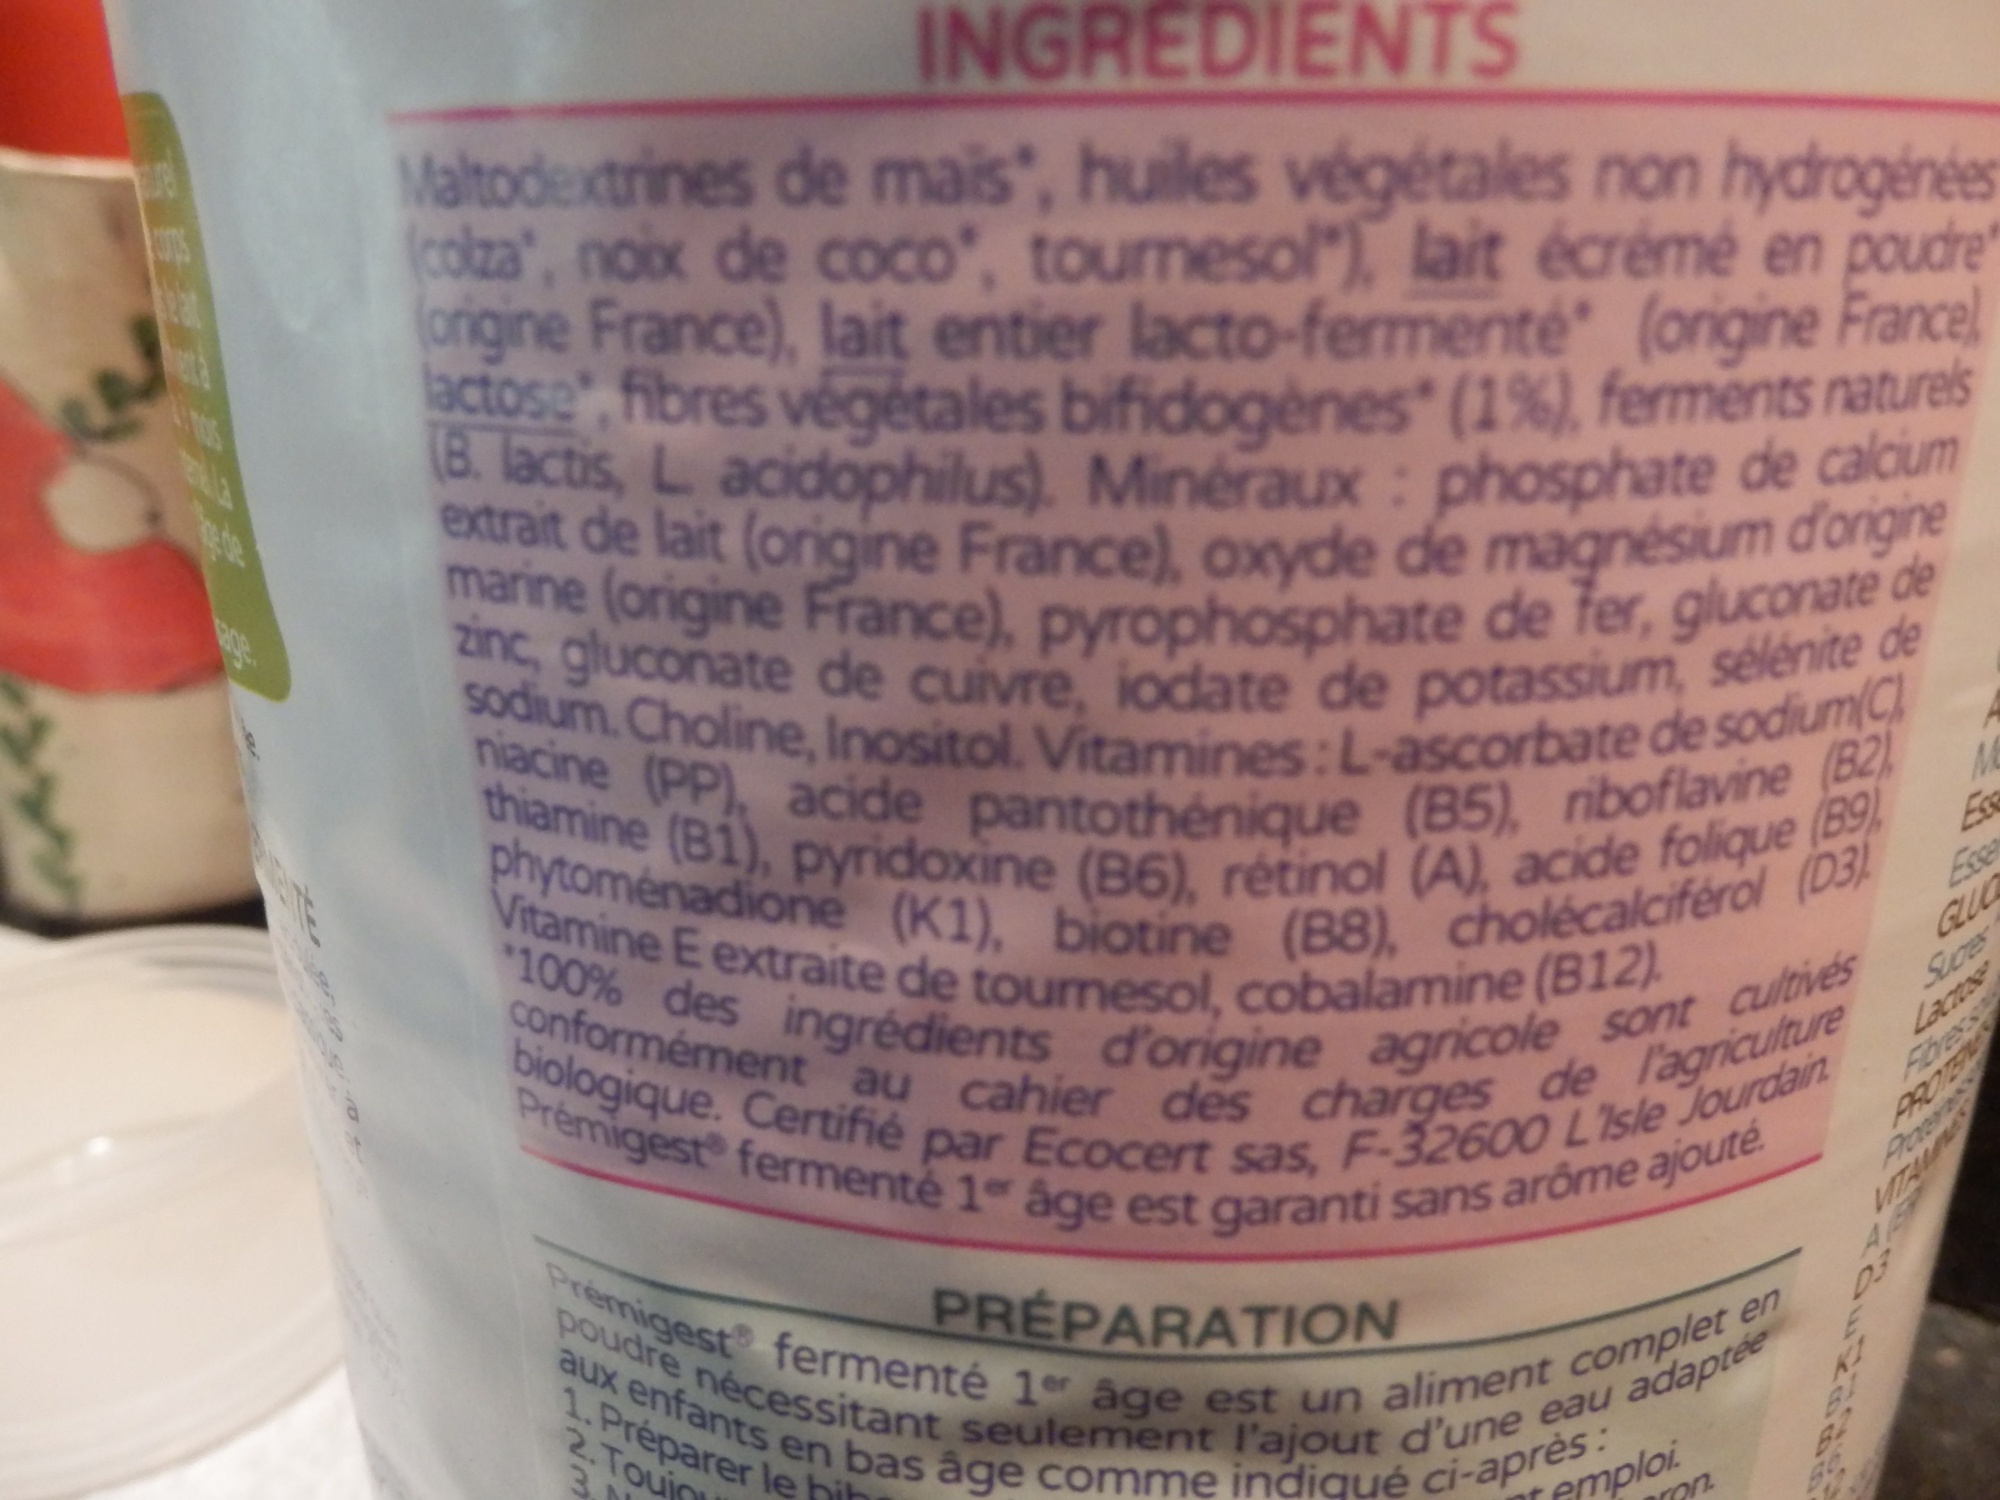 INGRÉDIENTS
Maltodextrines de maïs*, huiles végétales non hydrogénées
(colza*, noix de coco*, tournesol*), lait écrémé en poudre*
(origine France), lait entier lacto-fermenté* (origine France),
lactose*, fibres végétales bifidogènes* (1%), ferments naturels
(B. lactis, L. acidophilus). Minéraux : phosphate de calcium
extrait de lait (origine France), oxyde de magnésium d'origine
marine (origine France), pyrophosphate de fer, gluconate de
zinc, gluconate de cuivre, iodate de potassium, sélénite de
sodium. Choline, Inositol. Vitamines : L-ascorbate de sodium(C),
niacine (PP), acide pantothénique (B5), riboflavine (B2),
thiamine (B1), pyridoxine (B6), rétinol (A), acide folique (B9),
phytoménadione (K1), biotine (B8), cholécalciférol (D3),
Vitamine E extraite de tournesol, cobalamine (B12).
*100% des ingrédients d'origine agricole sont cultivés
conformément au cahier des charges de l'agriculture
biologique. Certifié par Ecocert sas, F-32600 L'Isle Jourdain.
Prémigest® fermenté 1er âge est garanti sans arôme ajouté.
PRÉPARATION
Prémigest® fermenté 1er âge est un aliment complet en
poudre nécessitant seulement l'ajout d'une eau adaptée
aux enfants en bas âge comme indiqué ci-après :
1. Préparer le emploi.
2.
3.
corps
Sucres
Lactose
A
D3
E
K1